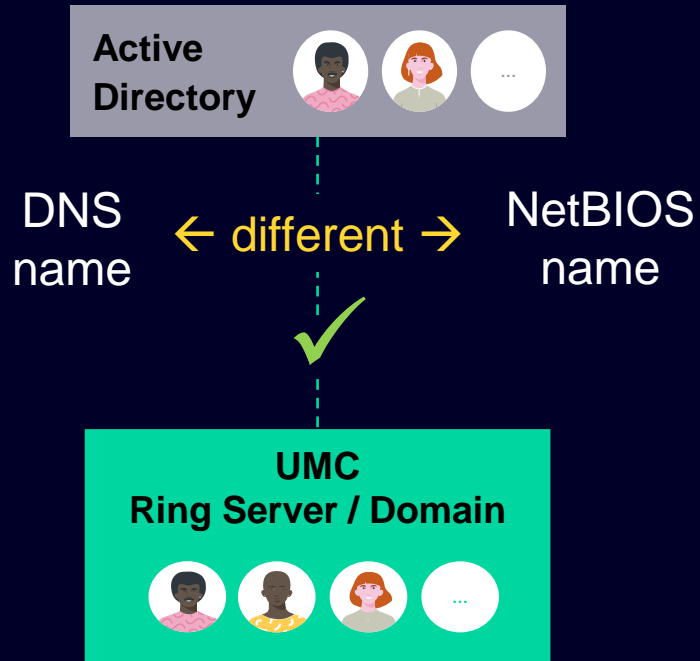 Active
Directory
...
DNS
name
← different →
NetBIOS
name
UMC
Ring Server / Domain
...